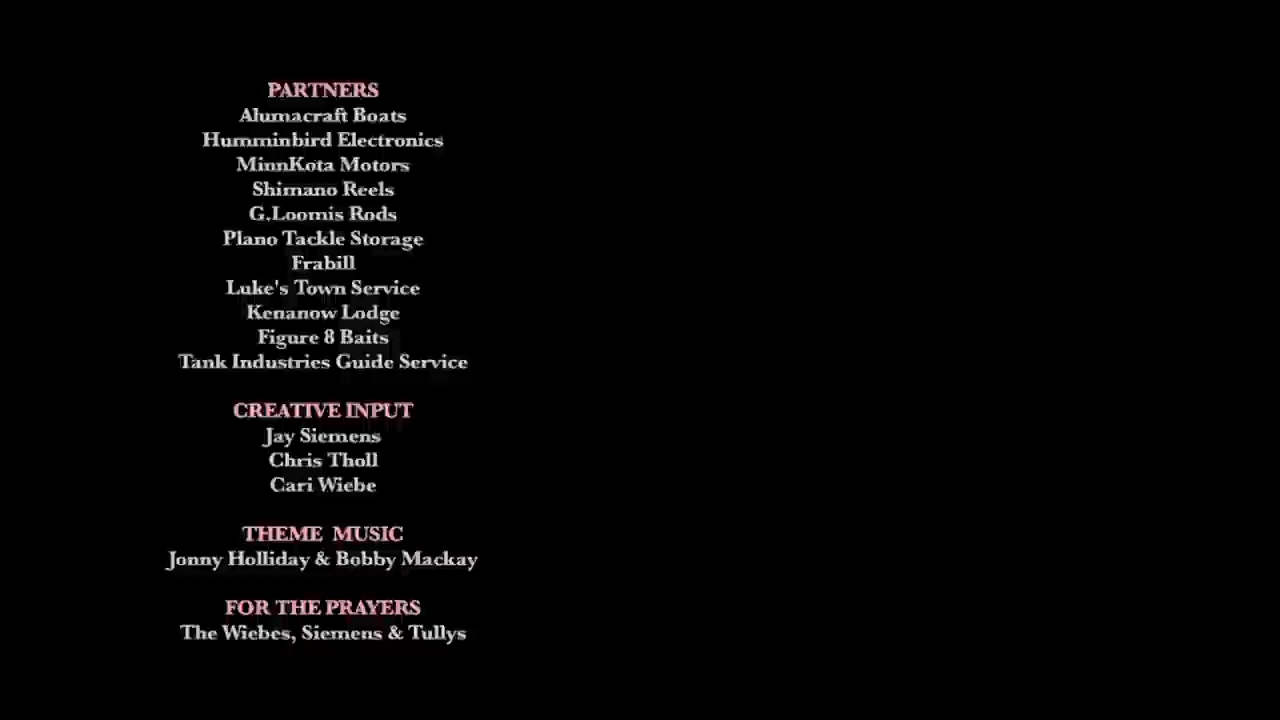 PARTNERS
Alumacraft Boats
Humminbird Electronics
MinnKota Motors
Shimano Reels
G.Loomis Rods
Plano Tackle Storage
Frabill
Luke's Town Service
Kenanow Lodge
Figure 8 Baits
Tank Industries Guide Service
CREATIVE INPUT
Jay Siemens
Chris Tholl
Cari Wiebe
THEME MUSIC
Jonny Holliday & Bobby Mackay
FOR THE PRAYERS
The Wiebes, Siemens & Tullys